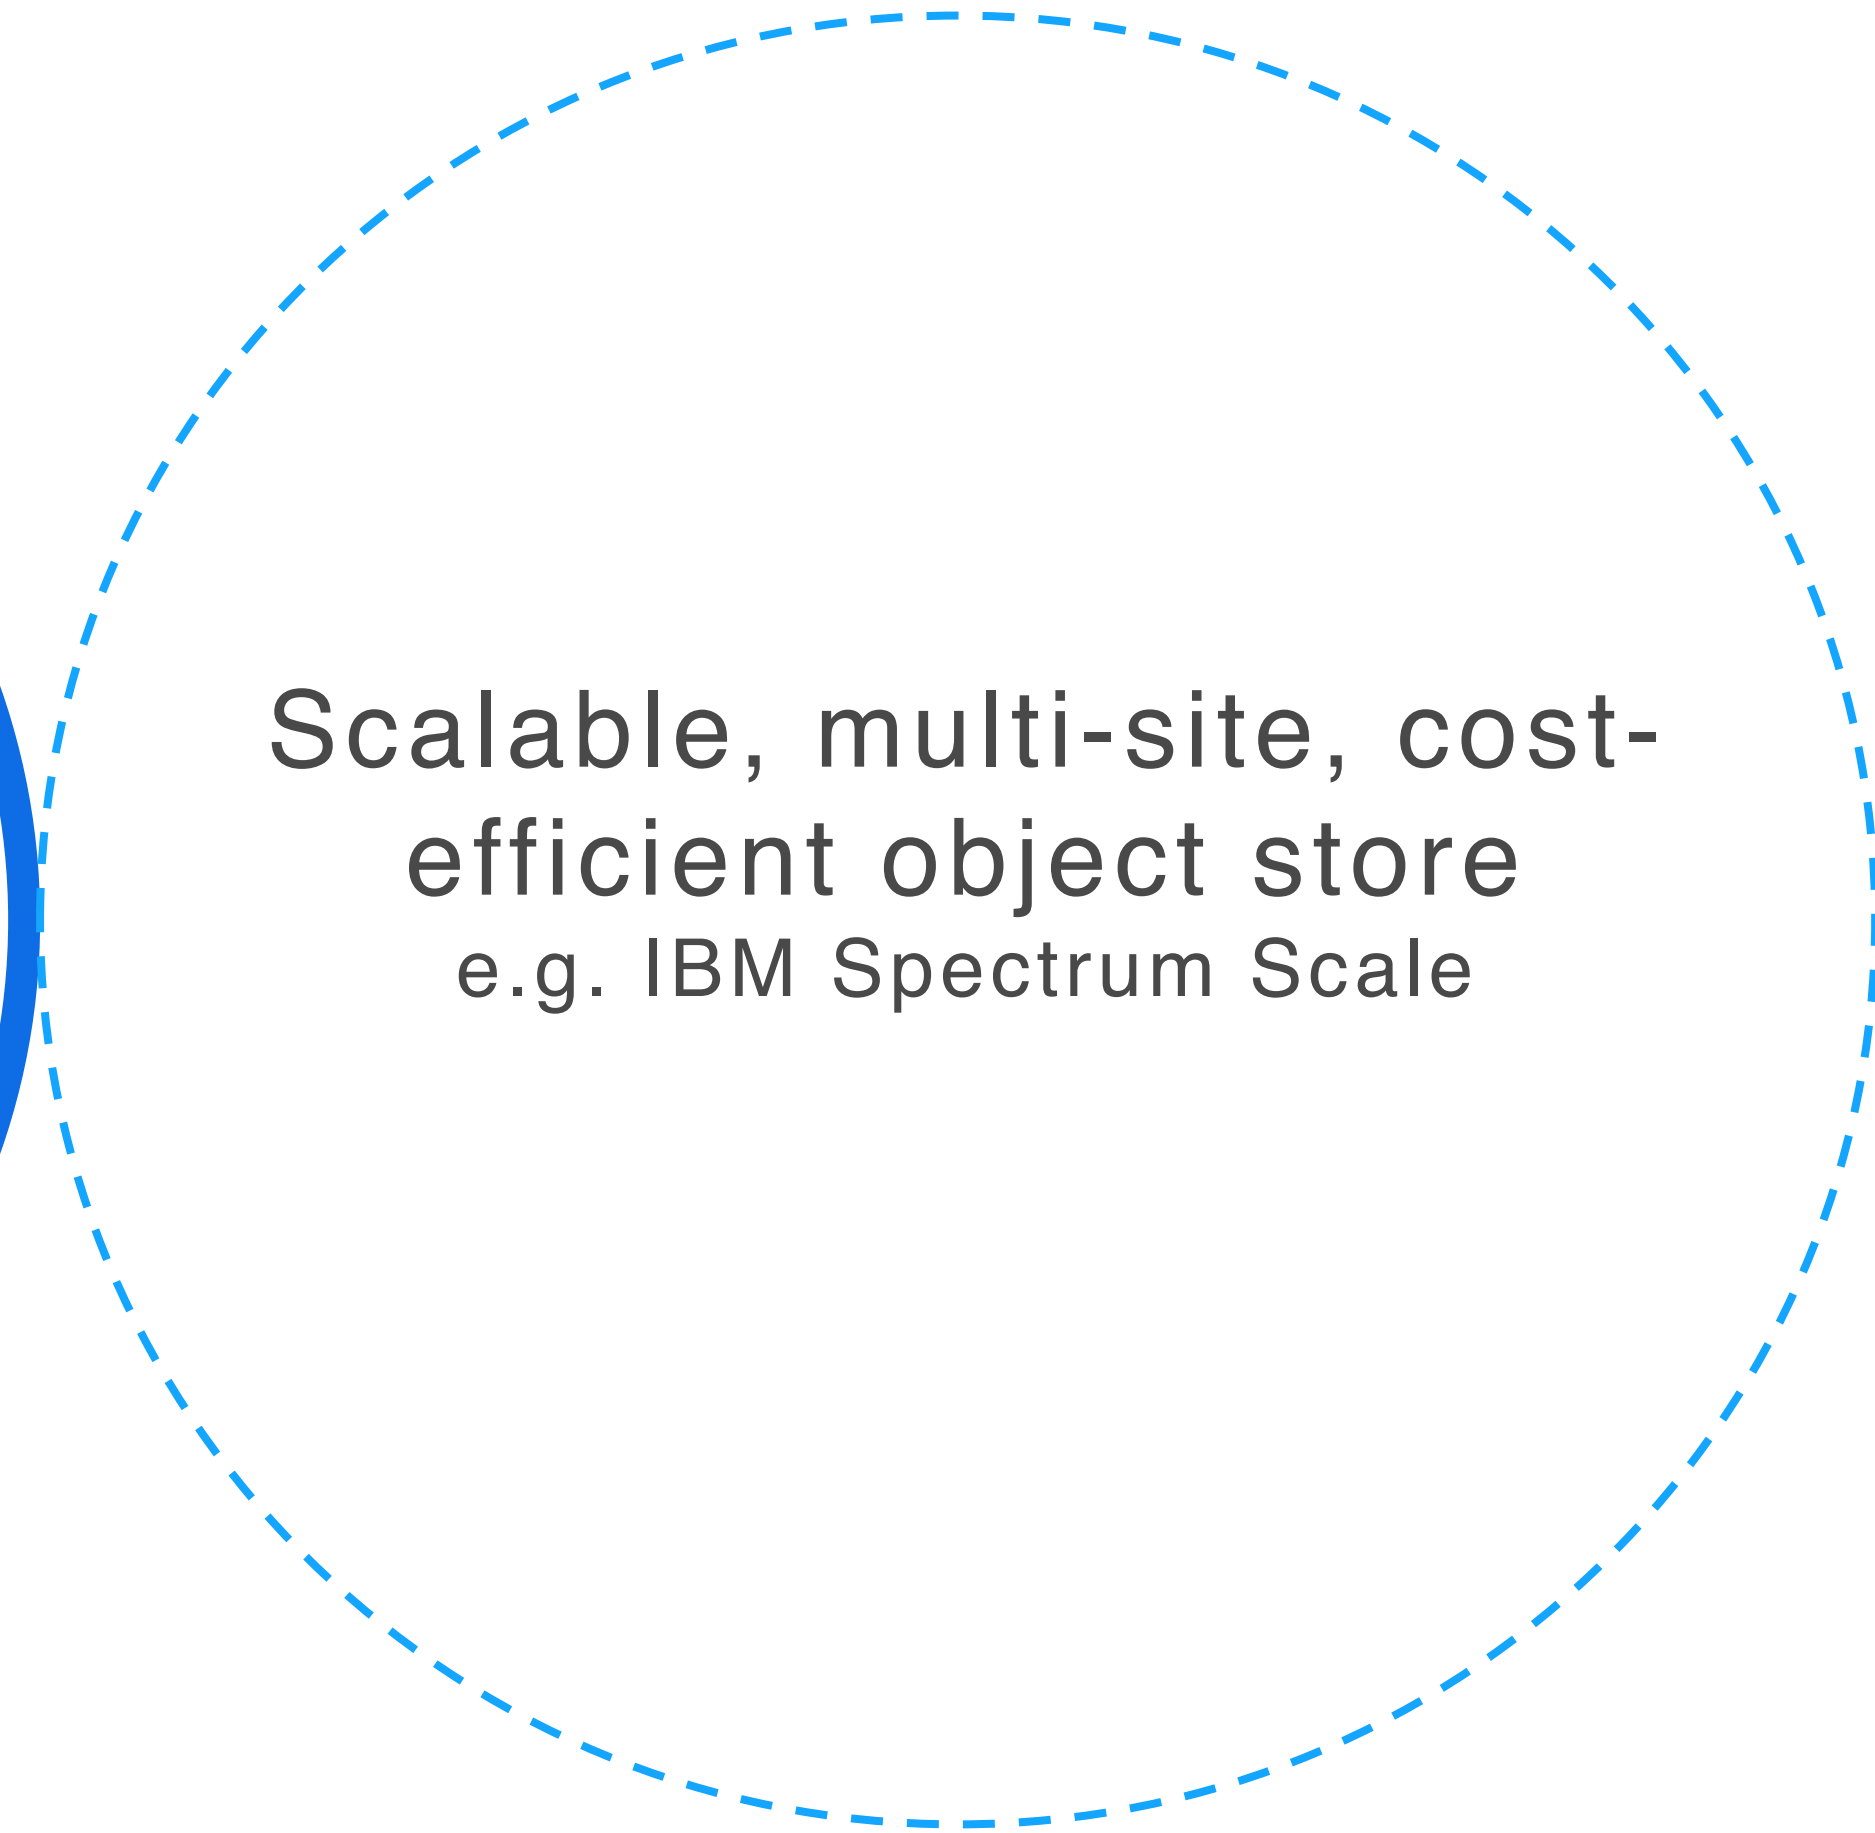 Scalable, multi-site, cost-
efficient object store
e.g. IBM Spectrum Scale